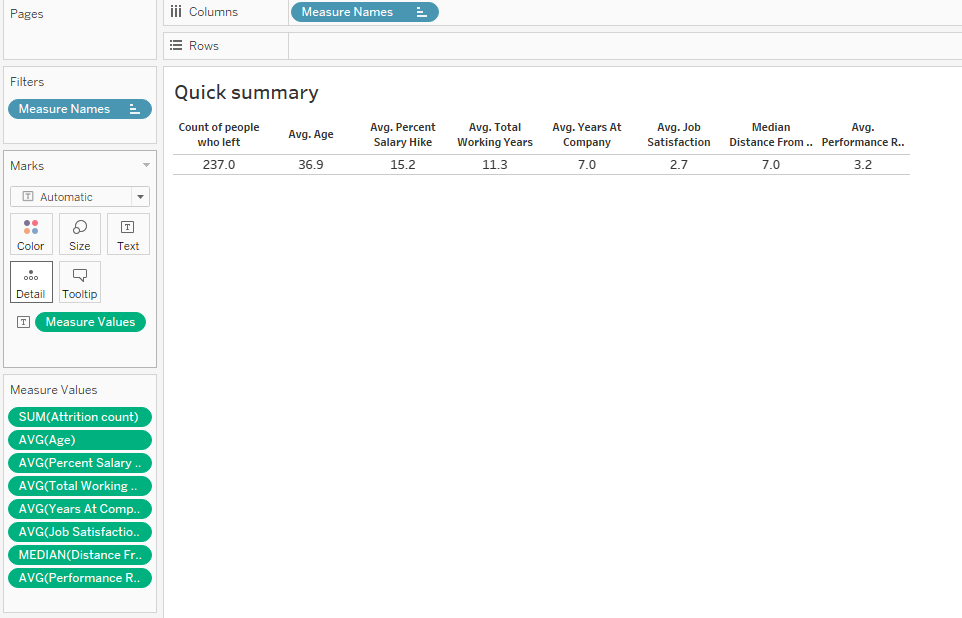 Pages
Columns
Measure Names
Rows
Filters
Measure Names
Marks
Automatic
Color
Size
Text
Detail
Tooltip
Measure Values
Measure Values
SUM(Attrition count)
AVG(Age)
AVG(Percent Salary ..
AVG(Total Working ..
AVG(Years At Comp..
AVG(Job Satisfactio..
MEDIAN(Distance Fr..
AVG(Performance R..
Quick summary
Count of people
who left
Avg. Age
Avg. Percent
Salary Hike
Avg. Total
Working Years
Avg. Years At
Company
Avg. Job
Satisfaction
Median
Distance From ..
Avg.
Performance R..
237.0 36.9 15.2 11.3 7.0 2.7 7.0 3.2